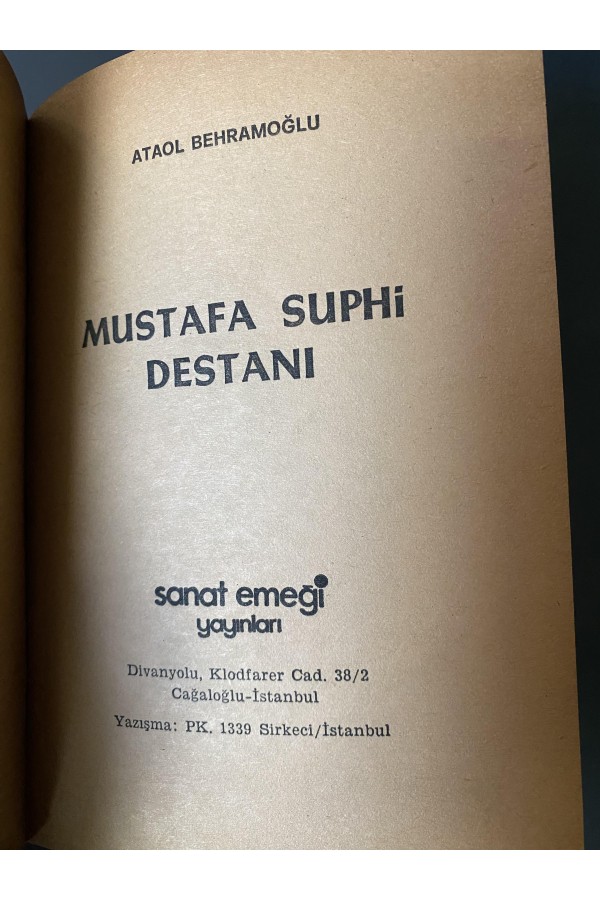 ATAOL BEHRAMOĞLU
MUSTAFA SUPHİ
DESTANI
sanat emeği
yayınları
Divanyolu, Klodfarer Cad. 38/2
Cağaloğlu-İstanbul
Yazışma: PK. 1339 Sirkeci/İstanbul